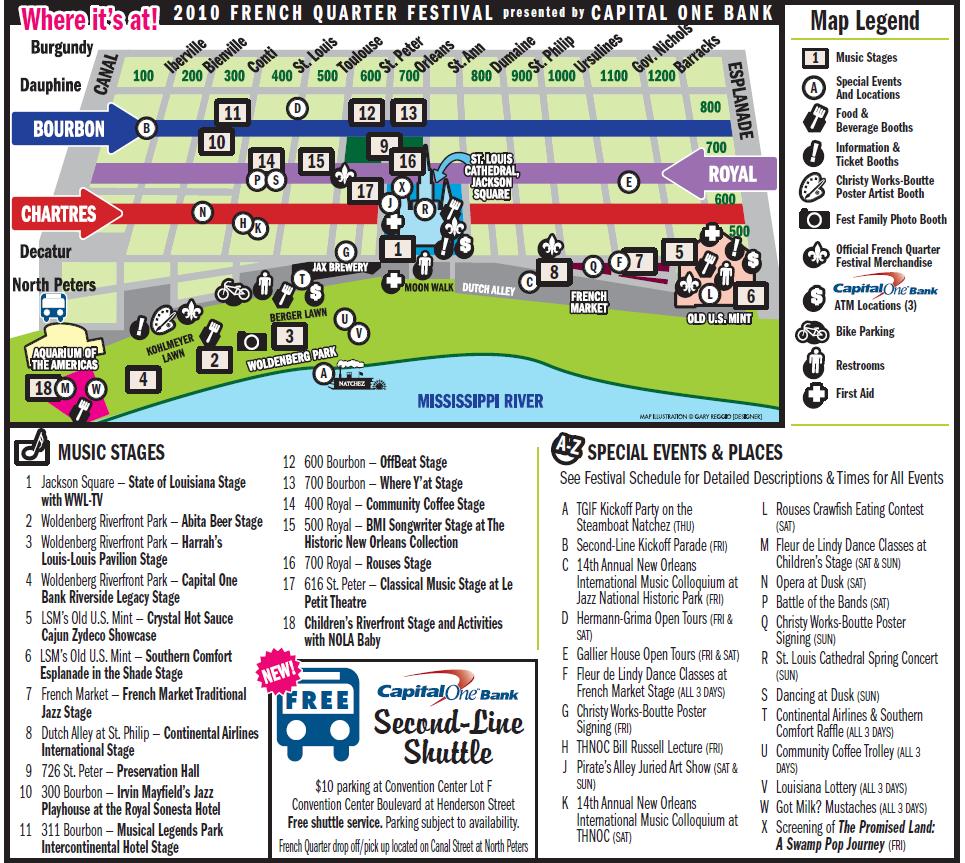 Where it's at!
2010 FRENCH QUARTER FESTIVAL presented by CAPITAL ONE BANK
Burgundy
Dauphine
BOURBON
CHARTRES
Decatur
North Peters
CANAL
Iberville
Bienville
Conti
St. Louis
Toulouse
St. Peter
Orleans
St. Ann
Dumaine
St. Philip
Ursulines
Gov. Nichols
Barracks
ESPLANADE
100 200 300 400 500 600 700 800 900 1000 1100 1200
800
700
600
500
ROYAL
11
D
12
13
B
10
9
14
15
16
P
S
17
X
J
R
E
N
H
K
ST. LOUIS
CATHEDRAL,
JACKSON
SQUARE
G
1
JAX BREWERY
MOON WALK
DUTCH ALLEY
C
8
Q
F
7
5
6
L
FRENCH
MARKET
OLD U.S. MINT
T
BERGER LAWN
KOHLMEYER
LAWN
U
V
3
2
4
WOLDENBERG PARK
A
NATCHEZ
AQUARIUM OF
THE AMERICAS
18
M
W
MISSISSIPPI RIVER
MAP ILLUSTRATION © GARY REGGIO [DESIGNER]
Map Legend
1 Music Stages
A Special Events
And Locations
Food &
Beverage Booths
Information &
Ticket Booths
Christy Works-Boutte
Poster Artist Booth
Fest Family Photo Booth
Official French Quarter
Festival Merchandise
Capital One Bank
$ ATM Locations (3)
Bike Parking
Restrooms
First Aid
MUSIC STAGES
1 Jackson Square – State of Louisiana Stage
with WWL-TV
2 Woldenberg Riverfront Park – Abita Beer Stage
3 Woldenberg Riverfront Park – Harrah's
Louis-Louis Pavilion Stage
4 Woldenberg Riverfront Park – Capital One
Bank Riverside Legacy Stage
5 LSM's Old U.S. Mint – Crystal Hot Sauce
Cajun Zydeco Showcase
6 LSM's Old U.S. Mint – Southern Comfort
Esplanade in the Shade Stage
7 French Market – French Market Traditional
Jazz Stage
8 Dutch Alley at St. Philip – Continental Airlines
International Stage
9 726 St. Peter – Preservation Hall
10 300 Bourbon – Irvin Mayfield's Jazz
Playhouse at the Royal Sonesta Hotel
11 311 Bourbon – Musical Legends Park
Intercontinental Hotel Stage
12 600 Bourbon – OffBeat Stage
13 700 Bourbon – Where Y'at Stage
14 400 Royal – Community Coffee Stage
15 500 Royal – BMI Songwriter Stage at The
Historic New Orleans Collection
16 700 Royal – Rouses Stage
17 616 St. Peter – Classical Music Stage at Le
Petit Theatre
18 Children's Riverfront Stage and Activities
with NOLA Baby
NEW!
FREE
Capital One Bank
Second-Line
Shuttle
$10 parking at Convention Center Lot F
Convention Center Boulevard at Henderson Street
Free shuttle service. Parking subject to availability.
French Quarter drop off/pick up located on Canal Street at North Peters
A-Z SPECIAL EVENTS & PLACES
See Festival Schedule for Detailed Descriptions & Times for All Events
A TGIF Kickoff Party on the
Steamboat Natchez (THU)
B Second-Line Kickoff Parade (FRI)
C 14th Annual New Orleans
International Music Colloquium at
Jazz National Historic Park (FRI)
D Hermann-Grima Open Tours (FRI &
SAT)
E Gallier House Open Tours (FRI & SAT)
F Fleur de Lindy Dance Classes at
French Market Stage (ALL 3 DAYS)
G Christy Works-Boutte Poster
Signing (FRI)
H THNOC Bill Russell Lecture (FRI)
J Pirate's Alley Juried Art Show (SAT &
SUN)
K 14th Annual New Orleans
International Music Colloquium at
THNOC (SAT)
L Rouses Crawfish Eating Contest
(SAT)
M Fleur de Lindy Dance Classes at
Children's Stage (SAT & SUN)
N Opera at Dusk (SAT)
P Battle of the Bands (SAT)
Q Christy Works-Boutte Poster
Signing (SUN)
R St. Louis Cathedral Spring Concert
(SUN)
S Dancing at Dusk (SUN)
T Continental Airlines & Southern
Comfort Raffle (ALL 3 DAYS)
U Community Coffee Trolley (ALL 3
DAYS)
V Louisiana Lottery (ALL 3 DAYS)
W Got Milk? Mustaches (ALL 3 DAYS)
X Screening of The Promised Land:
A Swamp Pop Journey (FRI)